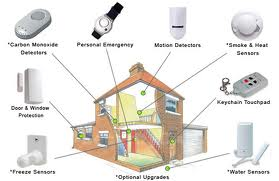 *Carbon Monoxide
Detectors
Personal Emergency
Motion Detectors
*Smoke & Heat
Sensors
Door & Window
Protection
Keychain Touchpad
*Freeze Sensors
*Optional Upgrades
*Water Sensors